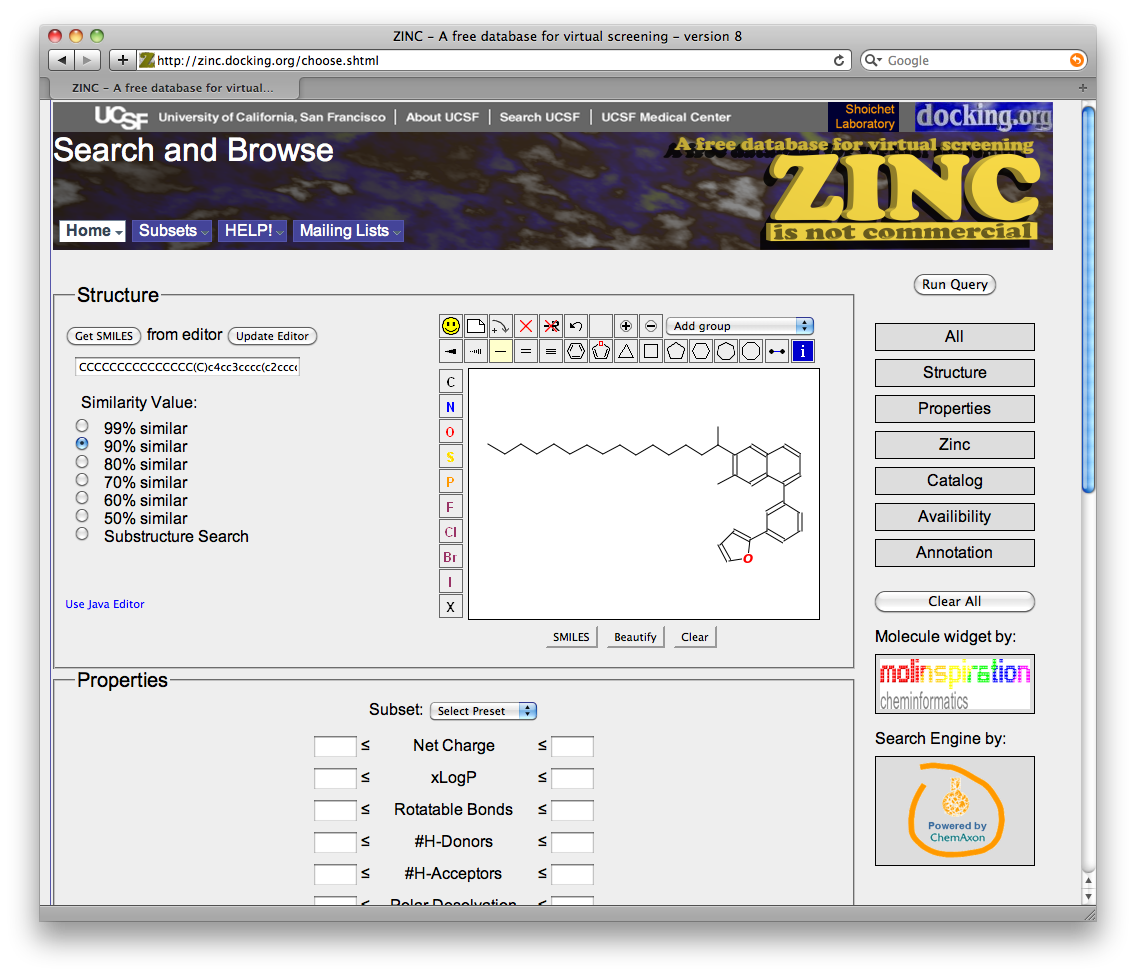 ZINC – A free database for virtual screening – version 8
http://zinc.docking.org/choose.shtml
Google
ZINC – A free database for virtual...
UCSF University of California, San Francisco | About UCSF | Search UCSF | UCSF Medical Center
Shoichet Laboratory
docking.org
Search and Browse
A free database for virtual screening
ZINC
is not commercial
Home Subsets HELP! Mailing Lists
Run Query
Structure
Get SMILES from editor Update Editor
CCCCCCCCCCCCCCC(C)c4cc3cccc(c2cccc
Similarity Value:
99% similar
90% similar
80% similar
70% similar
60% similar
50% similar
Substructure Search
Use Java Editor
Add group
i
C
N
O
S
P
F
Cl
Br
I
X
O
SMILES Beautify Clear
All
Structure
Properties
Zinc
Catalog
Availibility
Annotation
Clear All
Molecule widget by:
molinspiration
cheminformatics
Search Engine by:
Powered by
ChemAxon
Properties
Subset: Select Preset
≤ Net Charge ≤
≤ xLogP ≤
≤ Rotatable Bonds ≤
≤ #H-Donors ≤
≤ #H-Acceptors ≤
≤ Polar Desolvation ≤